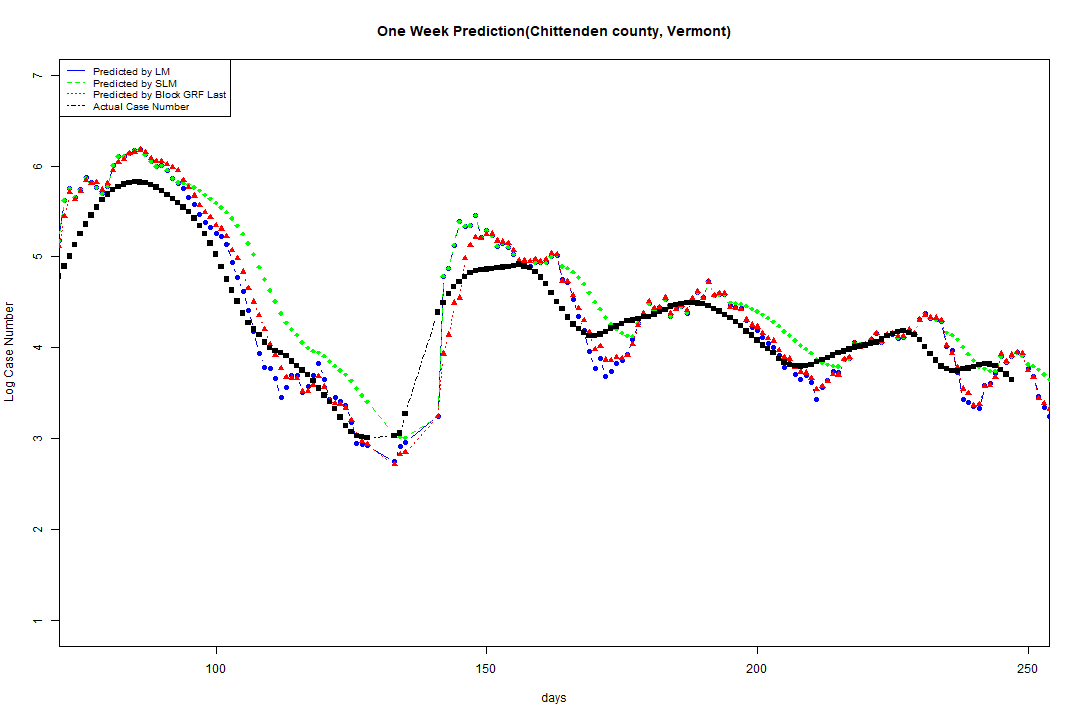 One Week Prediction(Chittenden county, Vermont)
Predicted by LM
Predicted by SLM
Predicted by Block GRF Last
Actual Case Number
7
6
5
4
3
2
1
Log Case Number
100
150
200
250
days